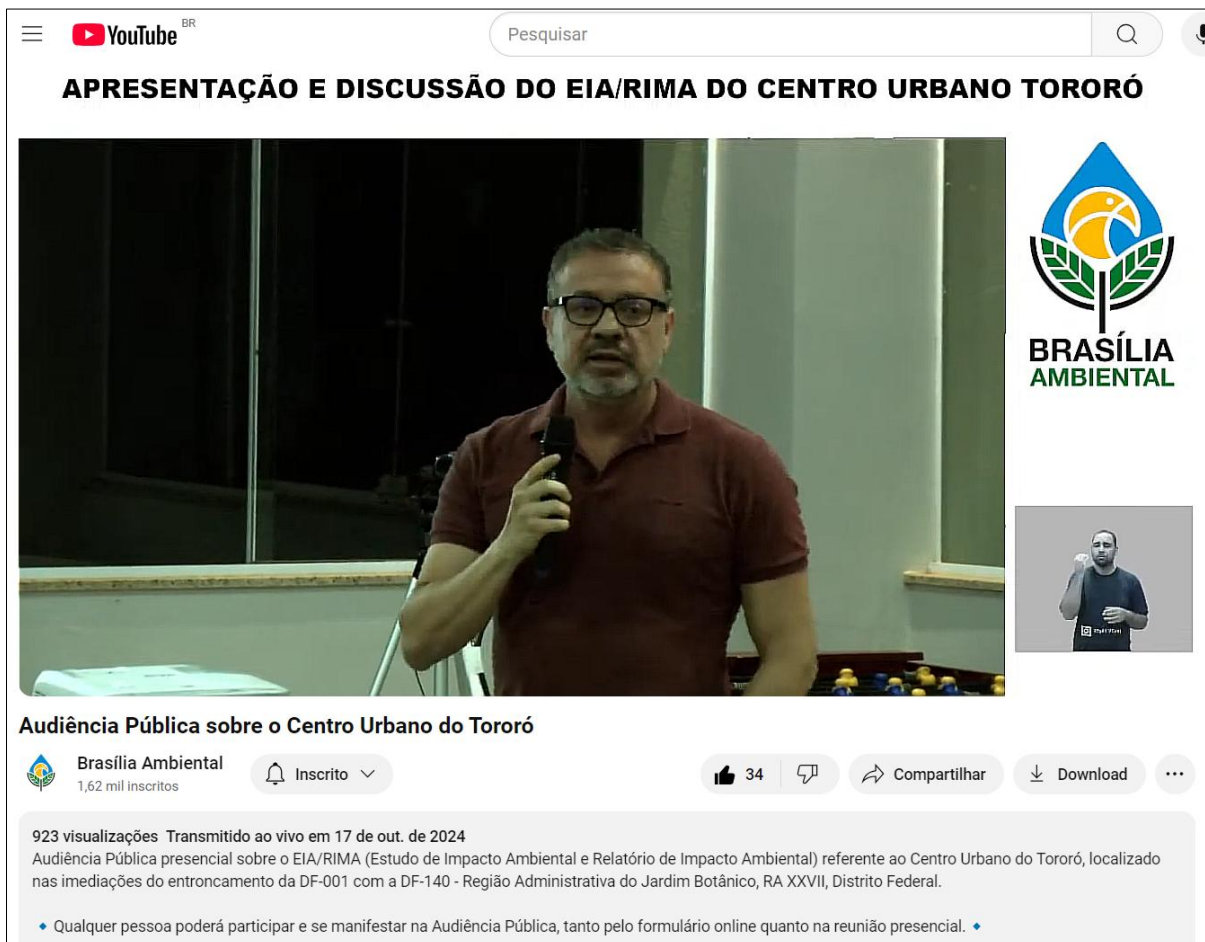 YouTube BR
Pesquisar
APRESENTAÇÃO E DISCUSSÃO DO EIA/RIMA DO CENTRO URBANO TORORÓ
BRASÍLIA
AMBIENTAL
Audiência Pública sobre o Centro Urbano do Tororó
Brasília Ambiental
1,62 mil inscritos
Inscrito
34
Compartilhar
Download
923 visualizações Transmitido ao vivo em 17 de out. de 2024
Audiência Pública presencial sobre o EIA/RIMA (Estudo de Impacto Ambiental e Relatório de Impacto Ambiental) referente ao Centro Urbano do Tororó, localizado
nas imediações do entroncamento da DF-001 com a DF-140 - Região Administrativa do Jardim Botânico, RA XXVII, Distrito Federal.
🔹 Qualquer pessoa poderá participar e se manifestar na Audiência Pública, tanto pelo formulário online quanto na reunião presencial. 🔹